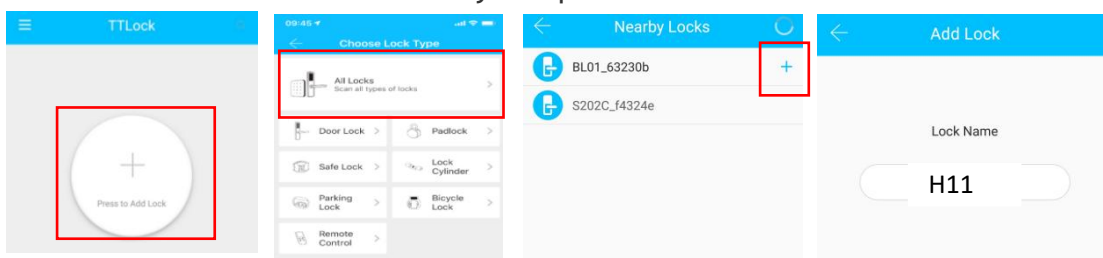 TTLock
Press to Add Lock
09:45
Choose Lock Type
All Locks
Scan all types of locks
Door Lock
Padlock
Safe Lock
Lock
Cylinder
Parking
Lock
Bicycle
Lock
Remote
Control
Nearby Locks
BL01_63230b
S202C_f4324e
Add Lock
Lock Name
H11